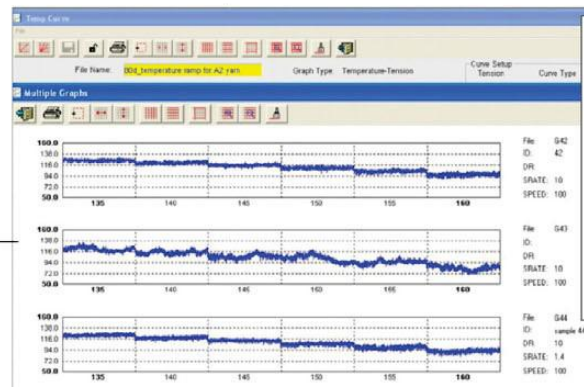 Temp Curve
File
File Name: 80d_temperature ramp for A2 yarn Graph Type: Temperature-Tension Curve Setup
Tension Curve Type
Multiple Graphs
160.0
138.0
116.0
94.0
72.0
50.0
135 140 145 150 155 160
File G42
ID: 42
DR:
SRATE: 10
SPEED: 100
160.0
138.0
116.0
94.0
72.0
50.0
135 140 145 150 155 160
File G43
ID:
DR:
SRATE: 10
SPEED: 100
160.0
138.0
116.0
94.0
72.0
50.0
135 140 145 150 155 160
File G44
ID: sample 44
DR: 10
SRATE: 1.4
SPEED: 100